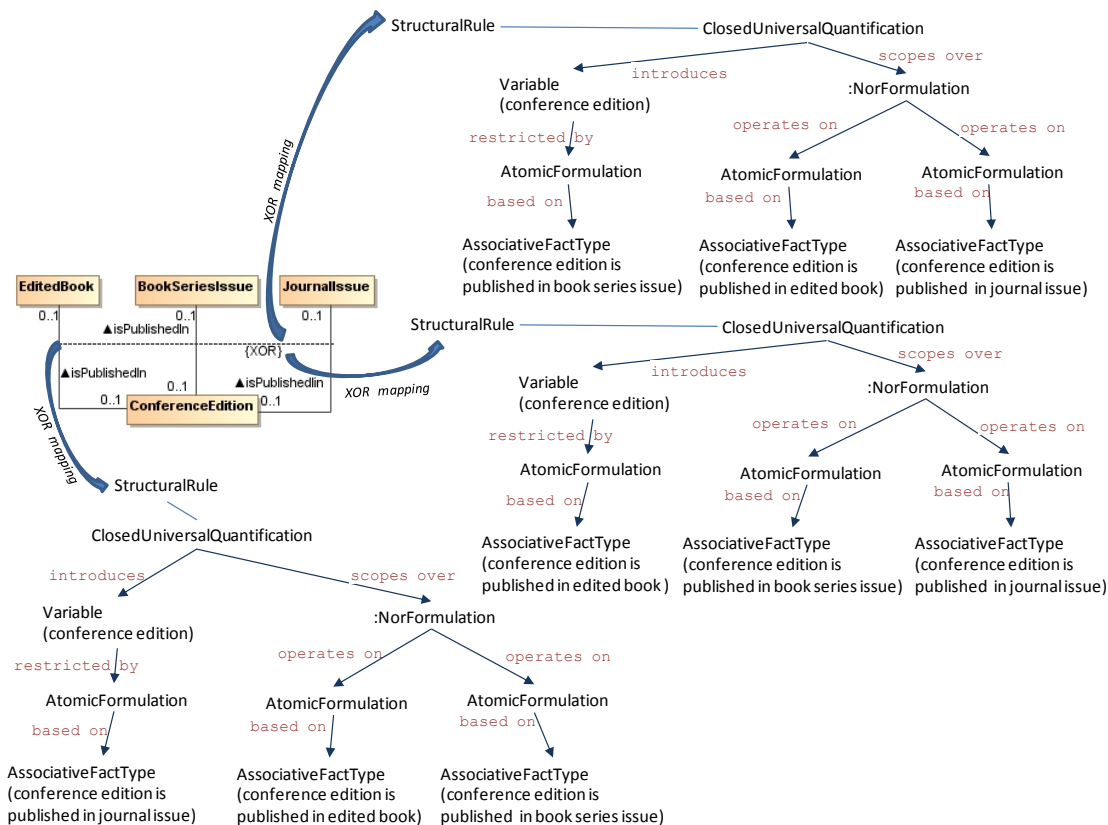 StructuralRule
ClosedUniversalQuantification
introduces
scopes over
Variable
(conference edition)
:NorFormulation
restricted by
operates on
operates on
AtomicFormulation
AtomicFormulation
AtomicFormulation
based on
based on
based on
AssociativeFactType
(conference edition is
published in book series issue)
AssociativeFactType
(conference edition is
published in edited book)
AssociativeFactType
(conference edition is
published in journal issue)
XOR mapping
EditedBook
BookSeriesIssue
JournalIssue
0..1
0..1
0..1
▲isPublishedIn
{XOR}
▲isPublishedIn
▲isPublishedIn
0..1
0..1
0..1
ConferenceEdition
XOR mapping
XOR mapping
StructuralRule
ClosedUniversalQuantification
introduces
scopes over
Variable
(conference edition)
:NorFormulation
restricted by
operates on
operates on
AtomicFormulation
AtomicFormulation
AtomicFormulation
based on
based on
based on
AssociativeFactType
(conference edition is
published in edited book )
AssociativeFactType
(conference edition is
published in book series issue)
AssociativeFactType
(conference edition is
published in journal issue)
StructuralRule
ClosedUniversalQuantification
introduces
scopes over
Variable
(conference edition)
:NorFormulation
restricted by
operates on
operates on
AtomicFormulation
AtomicFormulation
AtomicFormulation
based on
based on
based on
AssociativeFactType
(conference edition is
published in journal issue)
AssociativeFactType
(conference edition is
published in edited book)
AssociativeFactType
(conference edition is
published in book series issue)